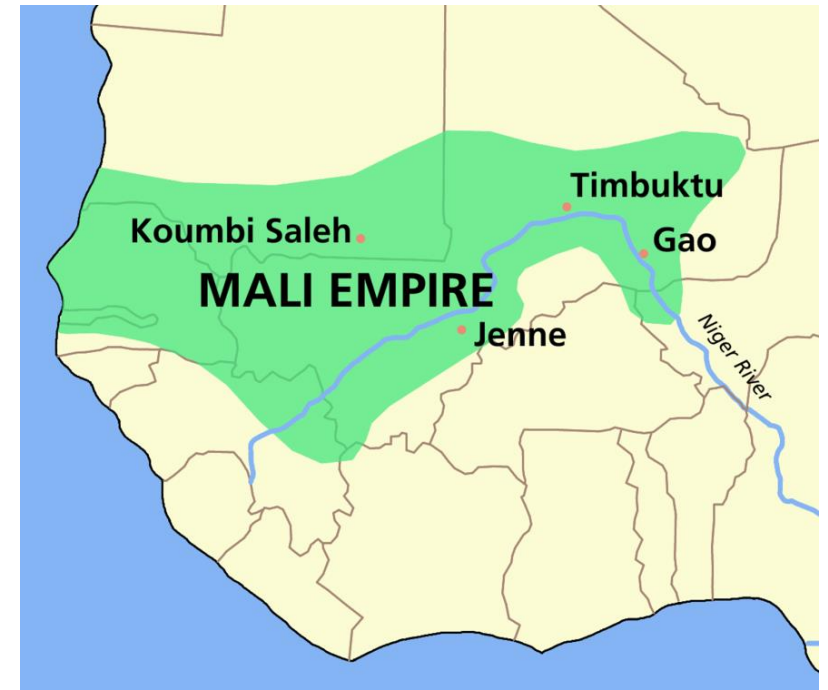 Timbuktu
Koumbi Saleh
Gao
MALI EMPIRE
Jenne
Niger River